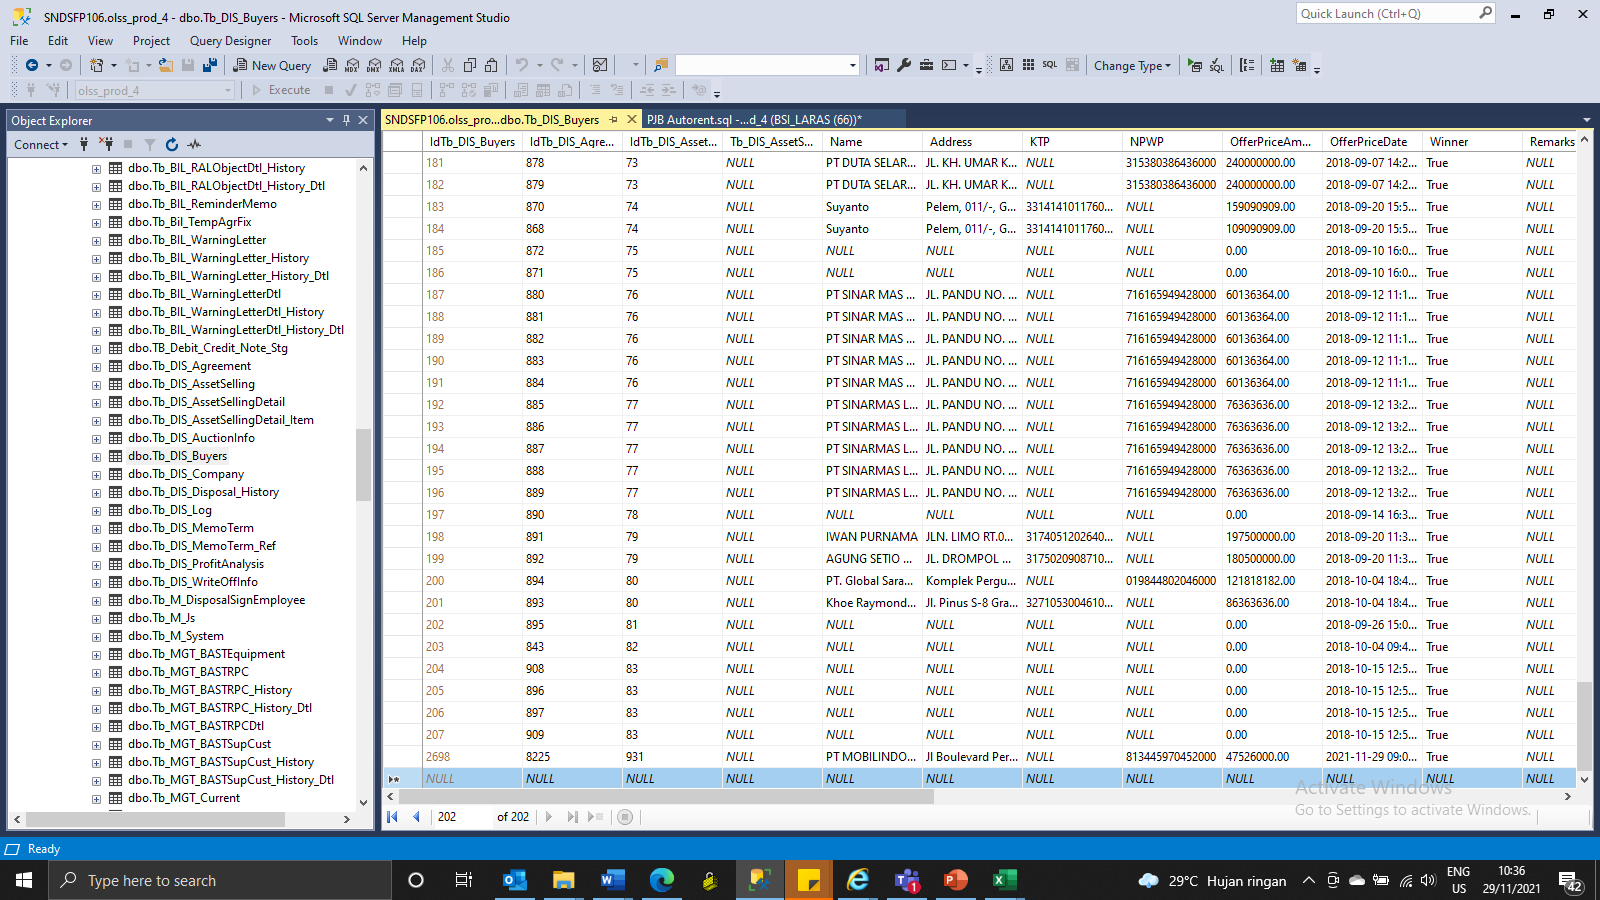 SNDSFP106.olss_prod_4 - dbo.Tb_DIS_Buyers - Microsoft SQL Server Management Studio
Quick Launch (Ctrl+Q)
File Edit View Project Query Designer Tools Window Help
New Query MDX DMX XMLA DAX SQL Change Type
olss_prod_4 Execute
Object Explorer
SNDSFP106.olss_pro...dbo.Tb_DIS_Buyers PJB Autorent.sql -...d_4 (BSI_LARAS (66))*
Connect
dbo.Tb_BIL_RALObjectDtl_History
dbo.Tb_BIL_RALObjectDtl_History_Dtl
dbo.Tb_BIL_ReminderMemo
dbo.Tb_Bil_TempAgrFix
dbo.Tb_BIL_WarningLetter
dbo.Tb_BIL_WarningLetter_History
dbo.Tb_BIL_WarningLetter_History_Dtl
dbo.Tb_BIL_WarningLetterDtl
dbo.Tb_BIL_WarningLetterDtl_History
dbo.Tb_BIL_WarningLetterDtl_History_Dtl
dbo.TB_Debit_Credit_Note_Stg
dbo.Tb_DIS_Agreement
dbo.Tb_DIS_AssetSelling
dbo.Tb_DIS_AssetSellingDetail
dbo.Tb_DIS_AssetSellingDetail_Item
dbo.Tb_DIS_AuctionInfo
dbo.Tb_DIS_Buyers
dbo.Tb_DIS_Company
dbo.Tb_DIS_Disposal_History
dbo.Tb_DIS_Log
dbo.Tb_DIS_MemoTerm
dbo.Tb_DIS_MemoTerm_Ref
dbo.Tb_DIS_ProfitAnalysis
dbo.Tb_DIS_WriteOffInfo
dbo.Tb_M_DisposalSignEmployee
dbo.Tb_M_Js
dbo.Tb_M_System
dbo.Tb_MGT_BASTEquipment
dbo.Tb_MGT_BASTRPC
dbo.Tb_MGT_BASTRPC_History
dbo.Tb_MGT_BASTRPC_History_Dtl
dbo.Tb_MGT_BASTRPCDtl
dbo.Tb_MGT_BASTSupCust
dbo.Tb_MGT_BASTSupCust_History
dbo.Tb_MGT_BASTSupCust_History_Dtl
dbo.Tb_MGT_Current
IdTb_DIS_Buyers IdTb_DIS_Agre... IdTb_DIS_Asset... Tb_DIS_AssetS... Name Address KTP NPWP OfferPriceAm... OfferPriceDate Winner Remarks
181 878 73 NULL PT DUTA SELAR... JL. KH. UMAR K... NULL 315380386436000 240000000.00 2018-09-07 14:2... True NULL
182 879 73 NULL PT DUTA SELAR... JL. KH. UMAR K... NULL 315380386436000 240000000.00 2018-09-07 14:2... True NULL
183 870 74 NULL Suyanto Pelem, 011/-, G... 3314141011760... NULL 159090909.00 2018-09-20 15:5... True NULL
184 868 74 NULL Suyanto Pelem, 011/-, G... 3314141011760... NULL 109090909.00 2018-09-20 15:5... True NULL
185 872 75 NULL NULL NULL NULL NULL 0.00 2018-09-10 16:0... True NULL
186 871 75 NULL NULL NULL NULL NULL 0.00 2018-09-10 16:0... True NULL
187 880 76 NULL PT SINAR MAS ... JL. PANDU NO. ... NULL 716165949428000 60136364.00 2018-09-12 11:1... True NULL
188 881 76 NULL PT SINAR MAS ... JL. PANDU NO. ... NULL 716165949428000 60136364.00 2018-09-12 11:1... True NULL
189 882 76 NULL PT SINAR MAS ... JL. PANDU NO. ... NULL 716165949428000 60136364.00 2018-09-12 11:1... True NULL
190 883 76 NULL PT SINAR MAS ... JL. PANDU NO. ... NULL 716165949428000 60136364.00 2018-09-12 11:1... True NULL
191 884 76 NULL PT SINAR MAS ... JL. PANDU NO. ... NULL 716165949428000 60136364.00 2018-09-12 11:1... True NULL
192 885 77 NULL PT SINARMAS L... JL. PANDU NO. ... NULL 716165949428000 76363636.00 2018-09-12 13:2... True NULL
193 886 77 NULL PT SINARMAS L... JL. PANDU NO. ... NULL 716165949428000 76363636.00 2018-09-12 13:2... True NULL
194 887 77 NULL PT SINARMAS L... JL. PANDU NO. ... NULL 716165949428000 76363636.00 2018-09-12 13:2... True NULL
195 888 77 NULL PT SINARMAS L... JL. PANDU NO. ... NULL 716165949428000 76363636.00 2018-09-12 13:2... True NULL
196 889 77 NULL PT SINARMAS L... JL. PANDU NO. ... NULL 716165949428000 76363636.00 2018-09-12 13:2... True NULL
197 890 78 NULL NULL NULL NULL NULL 0.00 2018-09-14 16:3... True NULL
198 891 79 NULL IWAN PURNAMA JLN. LIMO RT.0... 3174051202640... NULL 197500000.00 2018-09-20 11:3... True NULL
199 892 79 NULL AGUNG SETIO ... JL. DROMPOL ... 3175020908710... NULL 180500000.00 2018-09-20 11:3... True NULL
200 894 80 NULL PT. Global Sara... Komplek Pergu... NULL 019844802046000 121818182.00 2018-10-04 18:4... True NULL
201 893 80 NULL Khoe Raymond... Jl. Pinus S-8 Gra... 3271053004610... NULL 86363636.00 2018-10-04 18:4... True NULL
202 895 81 NULL NULL NULL NULL NULL 0.00 2018-09-26 15:0... True NULL
203 843 82 NULL NULL NULL NULL NULL 0.00 2018-10-04 09:4... True NULL
204 908 83 NULL NULL NULL NULL NULL 0.00 2018-10-15 12:5... True NULL
205 896 83 NULL NULL NULL NULL NULL 0.00 2018-10-15 12:5... True NULL
206 897 83 NULL NULL NULL NULL NULL 0.00 2018-10-15 12:5... True NULL
207 909 83 NULL NULL NULL NULL NULL 0.00 2018-10-15 12:5... True NULL
2698 8225 931 NULL PT MOBILINDO... Jl Boulevard Per... NULL 813445970452000 47526000.00 2021-11-29 09:0... True NULL
NULL NULL NULL NULL NULL NULL NULL NULL NULL NULL NULL NULL
Activate Windows
Go to Settings to activate Windows.
202 of 202
Ready
Type here to search
29°C Hujan ringan
ENG
US
10:36
29/11/2021
42
1